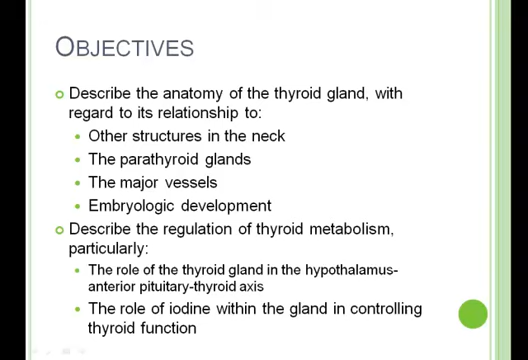 OBJECTIVES
Describe the anatomy of the thyroid gland, with
regard to its relationship to:
Other structures in the neck
The parathyroid glands
The major vessels
Embryologic development
Describe the regulation of thyroid metabolism,
particularly:
The role of the thyroid gland in the hypothalamus-
anterior pituitary-thyroid axis
The role of iodine within the gland in controlling
thyroid function